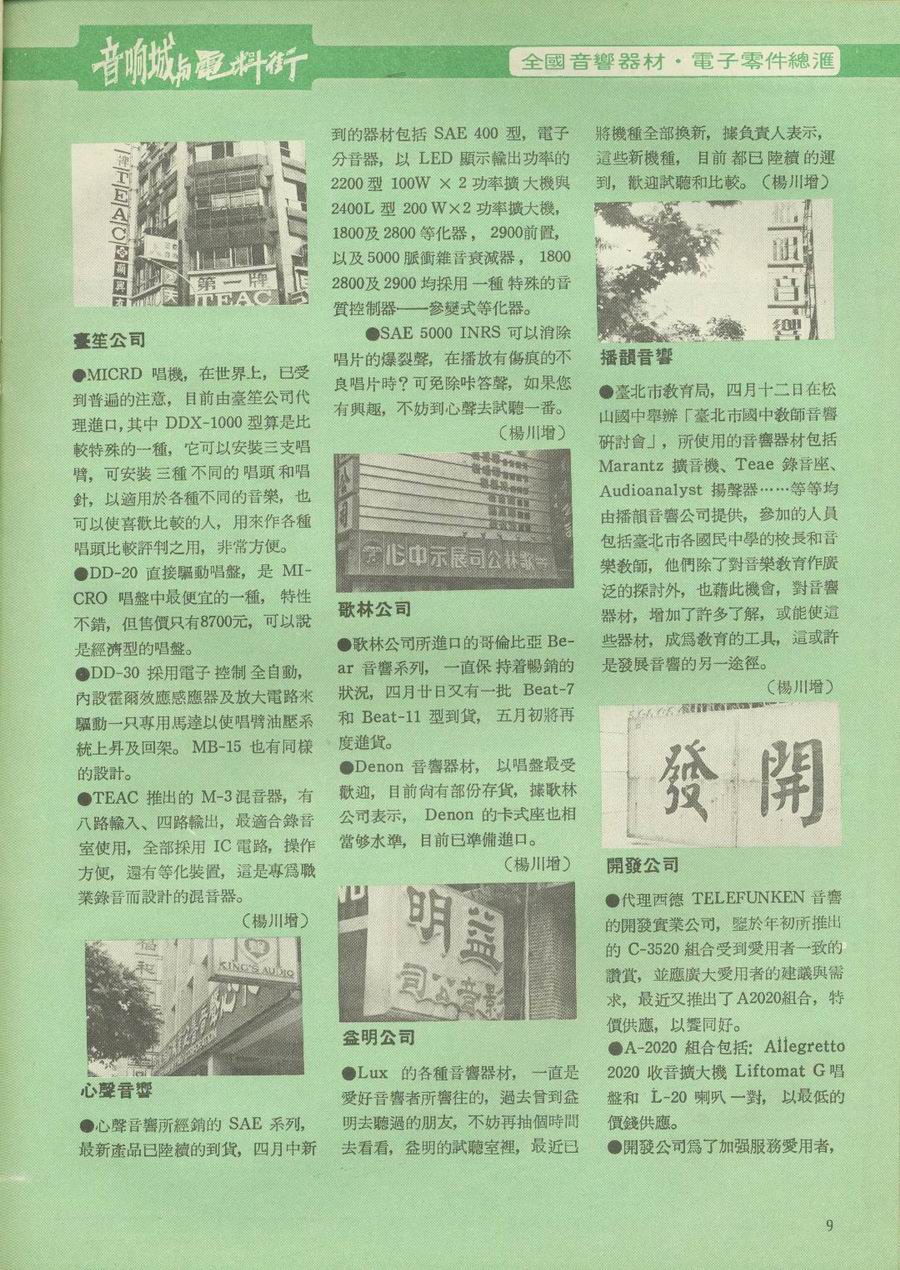 音响城與電料街
全國音響器材・電子零件總滙
TEAC
第一牌
TEAC
臺笙公司
●MICRD 唱機，在世界上，已受
到普遍的注意，目前由臺笙公司代
理進口，其中 DDX-1000 型算是比
較特殊的一種，它可以安裝三支唱
臂，可安裝三種不同的唱頭和唱
針，以適用於各種不同的音樂，也
可以使喜歡比較的人，用來作各種
唱頭比較評判之用，非常方便。
●DD-20 直接驅動唱盤，是 MI-
CRO 唱盤中最便宜的一種，特性
不錯，但售價只有8700元，可以說
是經濟型的唱盤。
●DD-30 採用電子控制全自動，
內設霍爾效應感應器及放大電路來
驅動一只專用馬達以使唱臂油壓系
統上昇及回架。MB-15 也有同樣
的設計。
●TEAC 推出的 M-3混音器，有
八路輸入、四路輸出，最適合錄音
室使用，全部採用 IC 電路，操作
方便，還有等化裝置，這是專爲職
業錄音而設計的混音器。
（楊川增）
KING'S AUDIO
心聲音響
●心聲音響所經銷的 SAE 系列，
最新產品已陸續的到貨，四月中新
到的器材包括 SAE 400 型，電子
分音器，以 LED 顯示輸出功率的
2200型 100W × 2功率擴大機與
2400L 型 200W×2 功率擴大機，
1800及2800等化器，2900前置，
以及5000脈衝雜音衰減器，1800
2800及2900均採用一種特殊的音
質控制器——參變式等化器。
●SAE 5000 INRS 可以消除
唱片的爆裂聲，在播放有傷痕的不
良唱片時？可免除咔答聲，如果您
有興趣，不妨到心聲去試聽一番。
（楊川增）
心中示展司公林歌
歌林公司
●歌林公司所進口的哥倫比亞 Be-
ar 音響系列，一直保持着暢銷的
狀況，四月廿日又有一批 Beat-7
和 Beat-11 型到貨，五月初將再
度進貨。
●Denon 音響器材，以唱盤最受
歡迎，目前尙有部份存貨，據歌林
公司表示，Denon 的卡式座也相
當够水準，目前已準備進口。
（楊川增）
明益
司公響音
益明公司
●Lux 的各種音響器材，一直是
愛好音響者所響往的，過去曾到益
明去聽過的朋友，不妨再抽個時間
去看看，益明的試聽室裡，最近已
將機種全部換新，據負責人表示，
這些新機種，目前都已陸續的運
到，歡迎試聽和比較。（楊川增）
播韻音響
播韻音響
●臺北市教育局，四月十二日在松
山國中舉辦「臺北市國中教師音響
研討會」，所使用的音響器材包括
Marantz 擴音機、Teae 錄音座、
Audioanalyst 揚聲器……等等均
由播韻音響公司提供，參加的人員
包括臺北市各國民中學的校長和音
樂教師，他們除了對音樂教育作廣
泛的探討外，也藉此機會，對音響
器材，增加了許多了解，或能使這
些器材，成爲教育的工具，這或許
是發展音響的另一途徑。
（楊川增）
發開
開發公司
●代理西德 TELEFUNKEN 音響
的開發實業公司，鑒於年初所推出
的 C-3520 組合受到愛用者一致的
讚賞，並應廣大愛用者的建議與需
求，最近又推出了A2020組合，特
價供應，以饗同好。
●A-2020 組合包括: Allegretto
2020 收音擴大機 Liftomat G唱
盤和 L-20 喇叭一對，以最低的
價錢供應。
●開發公司爲了加强服務愛用者，
9